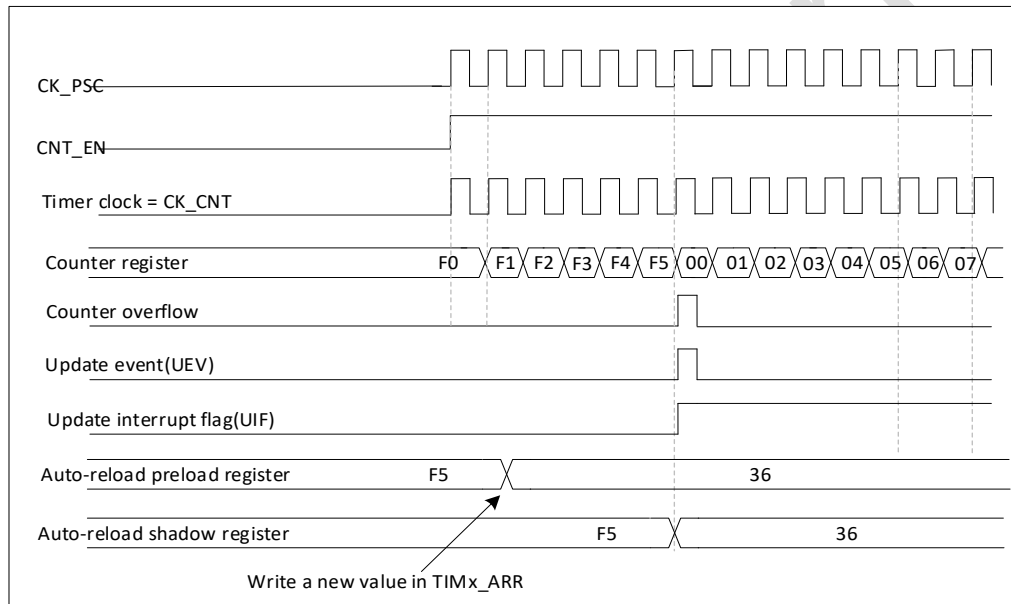 CK_PSC
CNT_EN
Timer clock = CK_CNT
Counter register F0 F1 F2 F3 F4 F5 00 01 02 03 04 05 06 07
Counter overflow
Update event(UEV)
Update interrupt flag(UIF)
Auto-reload preload register F5 36
Auto-reload shadow register F5 36
Write a new value in TIMx_ARR